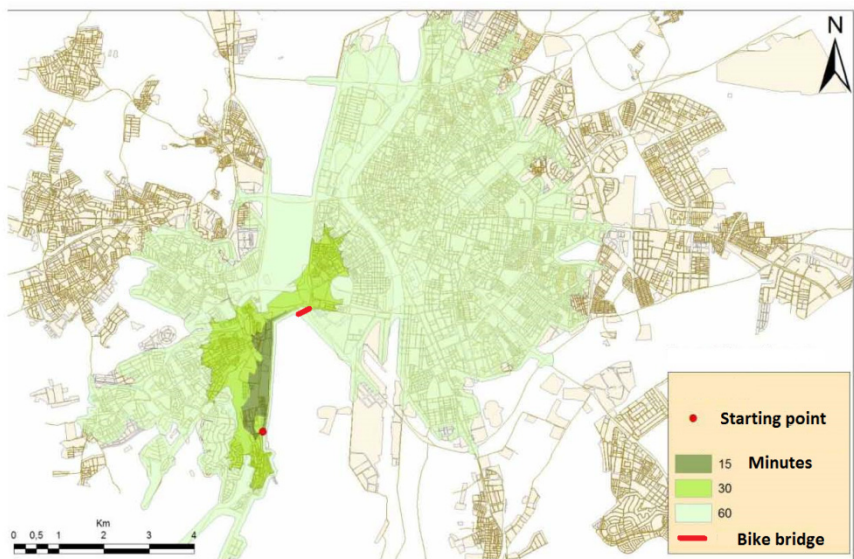 N
Starting point
15 Minutes
30
60
Bike bridge
Km
0 0,5 1 2 3 4